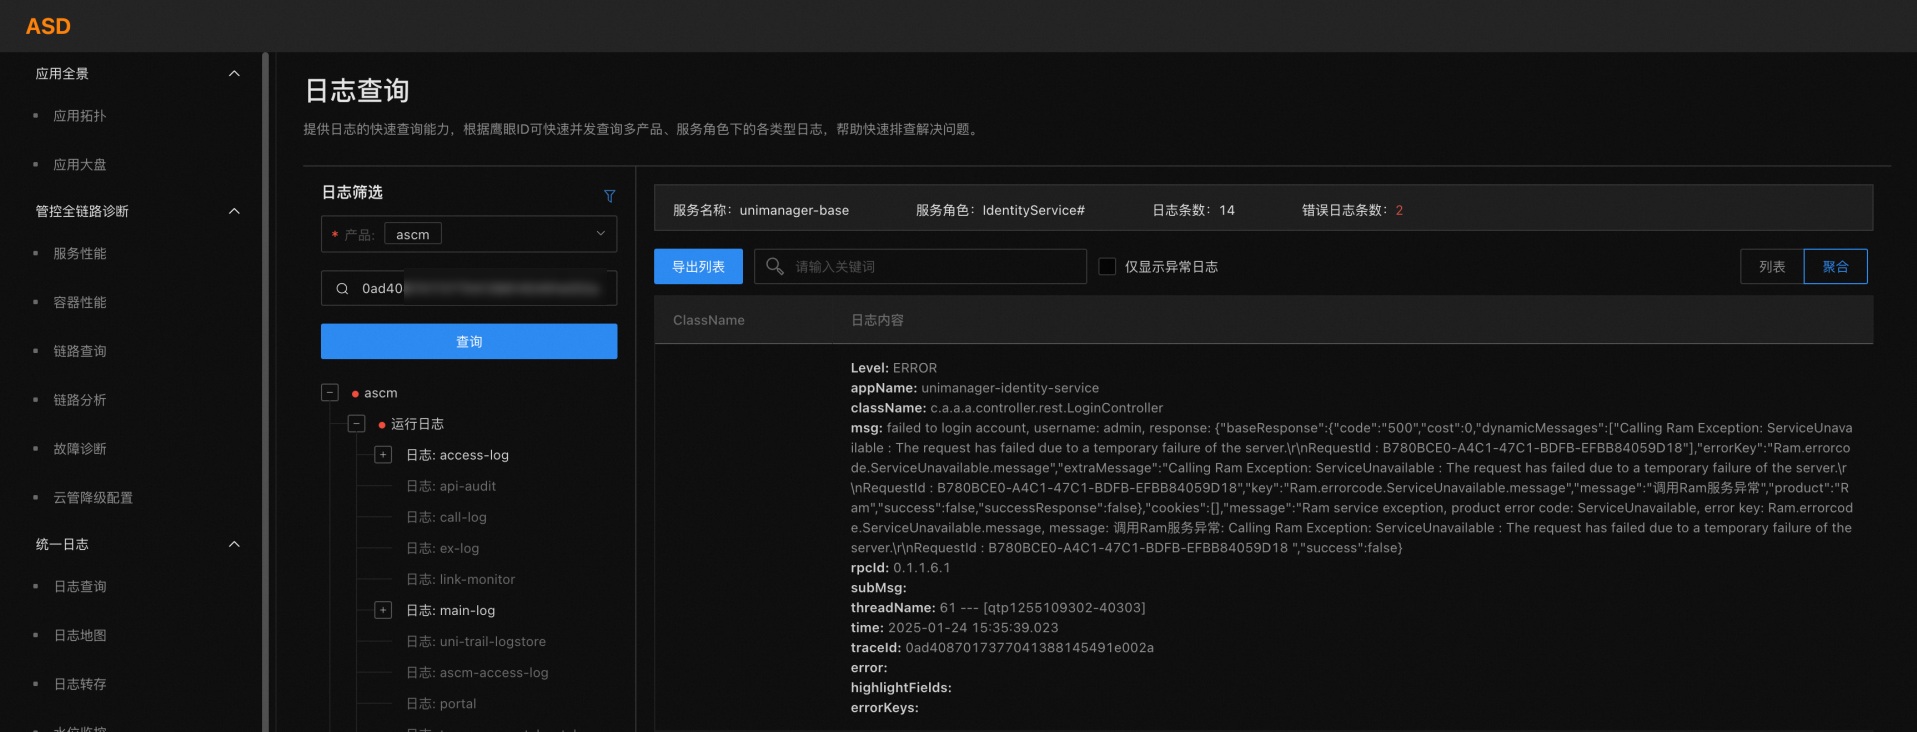 ASD
应用全景
应用拓扑
应用大盘
管控全链路诊断
服务性能
容器性能
链路查询
链路分析
故障诊断
云管降级配置
统一日志
日志查询
日志地图
日志转存
水位监控
日志查询
提供日志的快速查询能力，根据鹰眼ID可快速并发查询多产品、服务角色下的各类型日志，帮助快速排查解决问题。
日志筛选
* 产品: ascm
0ad40
查询
ascm
运行日志
日志: access-log
日志: api-audit
日志: call-log
日志: ex-log
日志: link-monitor
日志: main-log
日志: uni-trail-logstore
日志: ascm-access-log
日志: portal
服务名称: unimanager-base 服务角色: IdentityService# 日志条数: 14 错误日志条数: 2
导出列表 请输入关键词 仅显示异常日志 列表 聚合
ClassName 日志内容
Level: ERROR
appName: unimanager-identity-service
className: c.a.a.a.controller.rest.LoginController
msg: failed to login account, username: admin, response: {"baseResponse":{"code":"500","cost":0,"dynamicMessages":["Calling Ram Exception: ServiceUnava
ilable : The request has failed due to a temporary failure of the server.\r\nRequestId : B780BCE0-A4C1-47C1-BDFB-EFBB84059D18"],"errorKey":"Ram.errorco
de.ServiceUnavailable.message","extraMessage":"Calling Ram Exception: ServiceUnavailable : The request has failed due to a temporary failure of the server.\r
\nRequestId : B780BCE0-A4C1-47C1-BDFB-EFBB84059D18","key":"Ram.errorcode.ServiceUnavailable.message","message":"调用Ram服务异常","product":"R
am","success":false,"successResponse":false},"cookies":[],"message":"Ram service exception, product error code: ServiceUnavailable, error key: Ram.errorcod
e.ServiceUnavailable.message, message: 调用Ram服务异常: Calling Ram Exception: ServiceUnavailable : The request has failed due to a temporary failure of the
server.\r\nRequestId : B780BCE0-A4C1-47C1-BDFB-EFBB84059D18 ","success":false}
rpcId: 0.1.1.6.1
subMsg:
threadName: 61 --- [qtp1255109302-40303]
time: 2025-01-24 15:35:39.023
traceId: 0ad4087017377041388145491e002a
error:
highlightFields:
errorKeys: